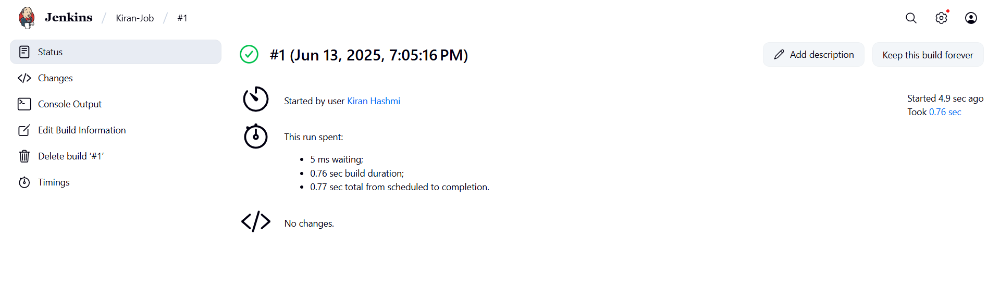 Jenkins / Kiran-Job / #1
Status
Changes
Console Output
Edit Build Information
Delete build ‘#1’
Timings
#1 (Jun 13, 2025, 7:05:16 PM)
Add description
Keep this build forever
Started by user Kiran Hashmi
Started 4.9 sec ago
Took 0.76 sec
This run spent:
• 5 ms waiting;
• 0.76 sec build duration;
• 0.77 sec total from scheduled to completion.
No changes.